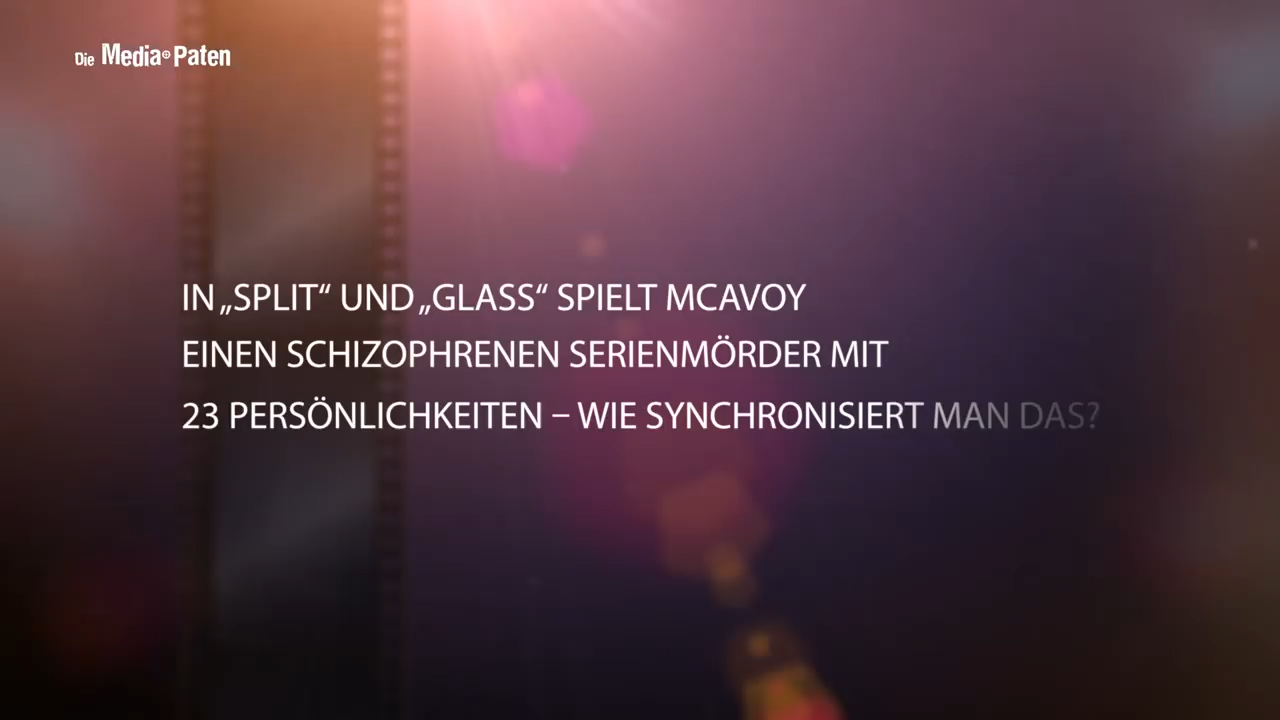 Die Media Paten
IN „SPLIT“ UND „GLASS“ SPIELT MCAVOY
EINEN SCHIZOPHRENEN SERIENMÖRDER MIT
23 PERSÖNLICHKEITEN – WIE SYNCHRONISIERT MAN DAS?